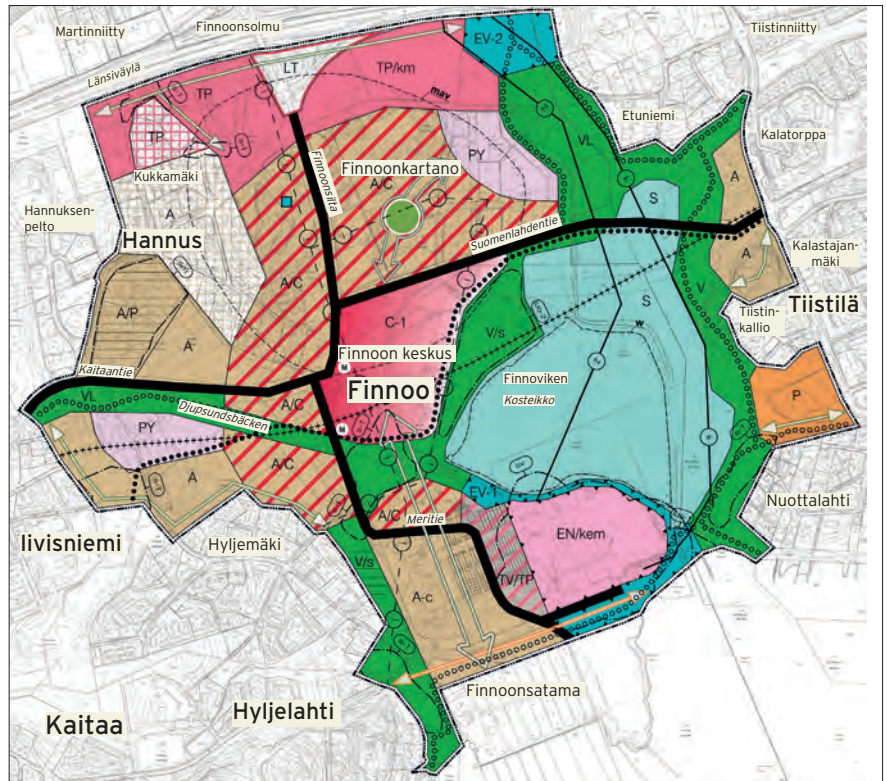 Martinniitty
Finnoonsolmu
Tiistinniitty
Länsiväylä
EV-2
LT
TP
TP/km
mav
Etuniemi
TP
Kalatorppa
VL
PY
Finnoonkartano
A/C
Kukkamäki
Finnoonsilta
A
A
S
Hannuksen-
pelto
Hannus
Suomenlahdentie
A/C
A
Kalastajan-
mäki
C-1
S
V
Tiistilä
A/P
V/s
Tiistin-
kallio
A
W
M
Finnoon keskus
Finnoo
Finnoviken
Kosteikko
Kaitaantie
VL
A/C
P
Djupsundsbäcken
M
PY
A/C
A
EV-1
Nuottalahti
A/C
Meritie
Iivisniemi
Hyljemäki
EN/kem
V/s
TV/TP
A-c
Finnoonsatama
Hyljelahti
Kaitaa